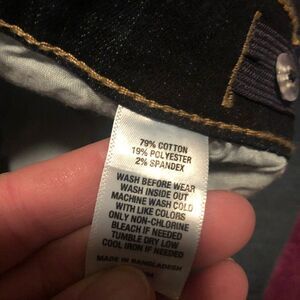 79% COTTON
19% POLYESTER
2% SPANDEX
WASH BEFORE WEAR
WASH INSIDE OUT
MACHINE WASH COLD
WITH LIKE COLORS
ONLY NON-CHLORINE
BLEACH IF NEEDED
TUMBLE DRY LOW
COOL IRON IF NEEDED
MADE IN BANGLADESH